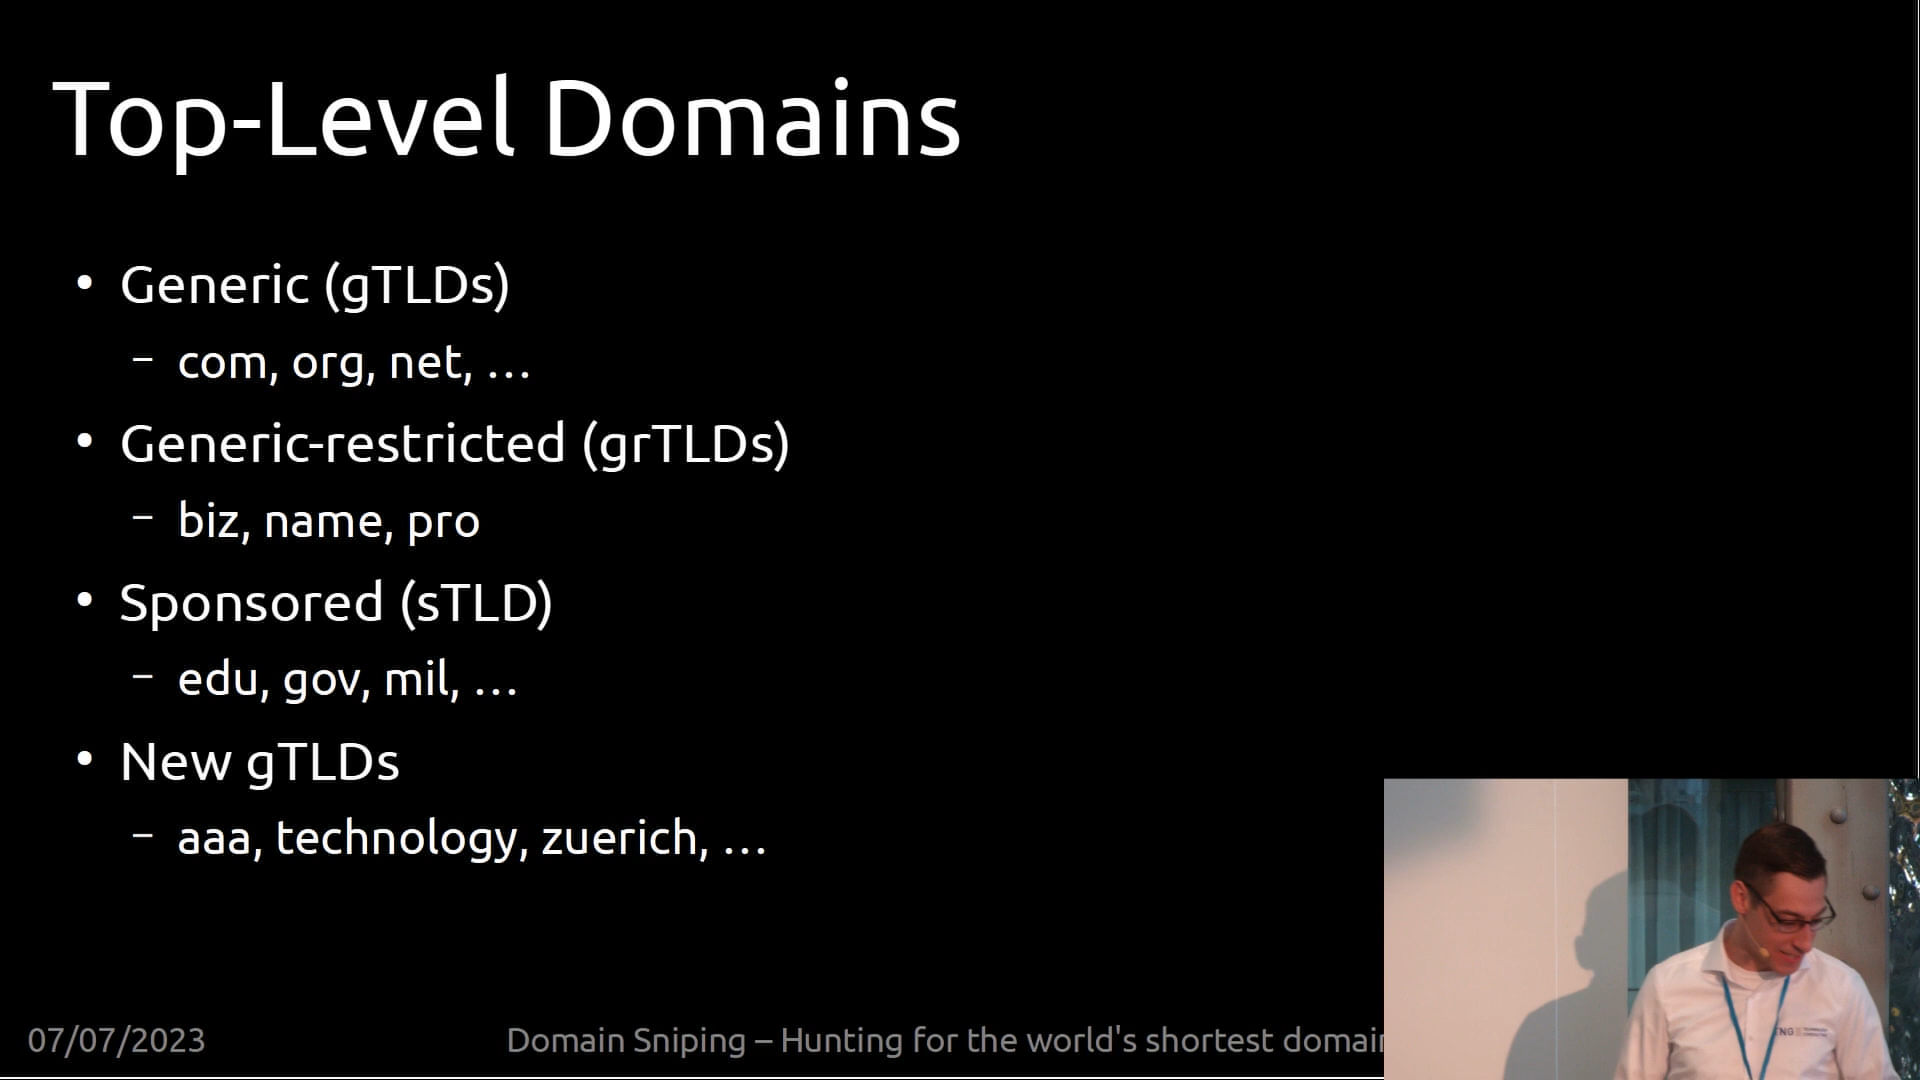 Top-Level Domains
• Generic (gTLDs)
– com, org, net, …
• Generic-restricted (grTLDs)
– biz, name, pro
• Sponsored (sTLD)
– edu, gov, mil, …
• New gTLDs
– aaa, technology, zuerich, …
07/07/2023
Domain Sniping – Hunting for the world's shortest domain